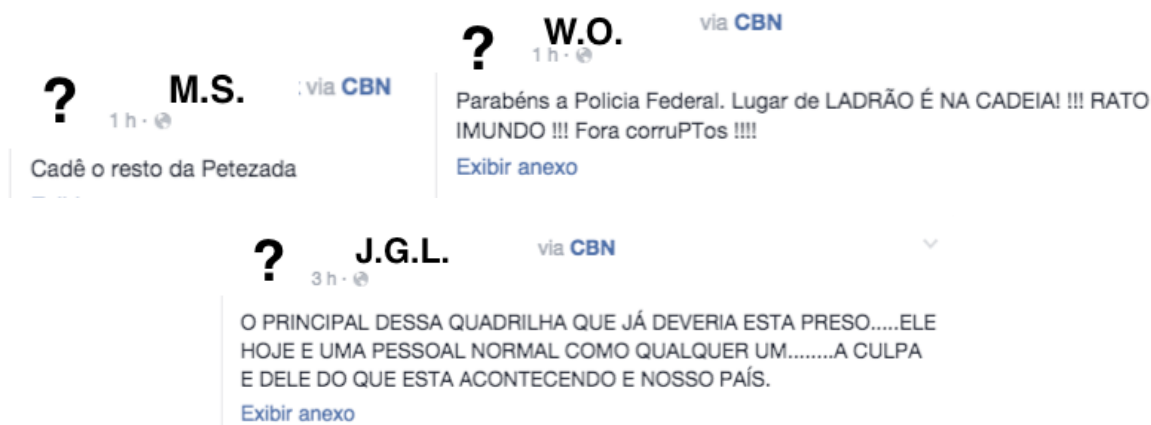 ? M.S. via CBN
1 h ·
Cadê o resto da Petezada
? W.O. via CBN
1 h ·
Parabéns a Policia Federal. Lugar de LADRÃO É NA CADEIA! !!! RATO
IMUNDO !!! Fora corruPTos !!!!
Exibir anexo
? J.G.L. via CBN
3 h ·
O PRINCIPAL DESSA QUADRILHA QUE JÁ DEVERIA ESTA PRESO.....ELE
HOJE E UMA PESSOAL NORMAL COMO QUALQUER UM........A CULPA
E DELE DO QUE ESTA ACONTECENDO E NOSSO PAÍS.
Exibir anexo